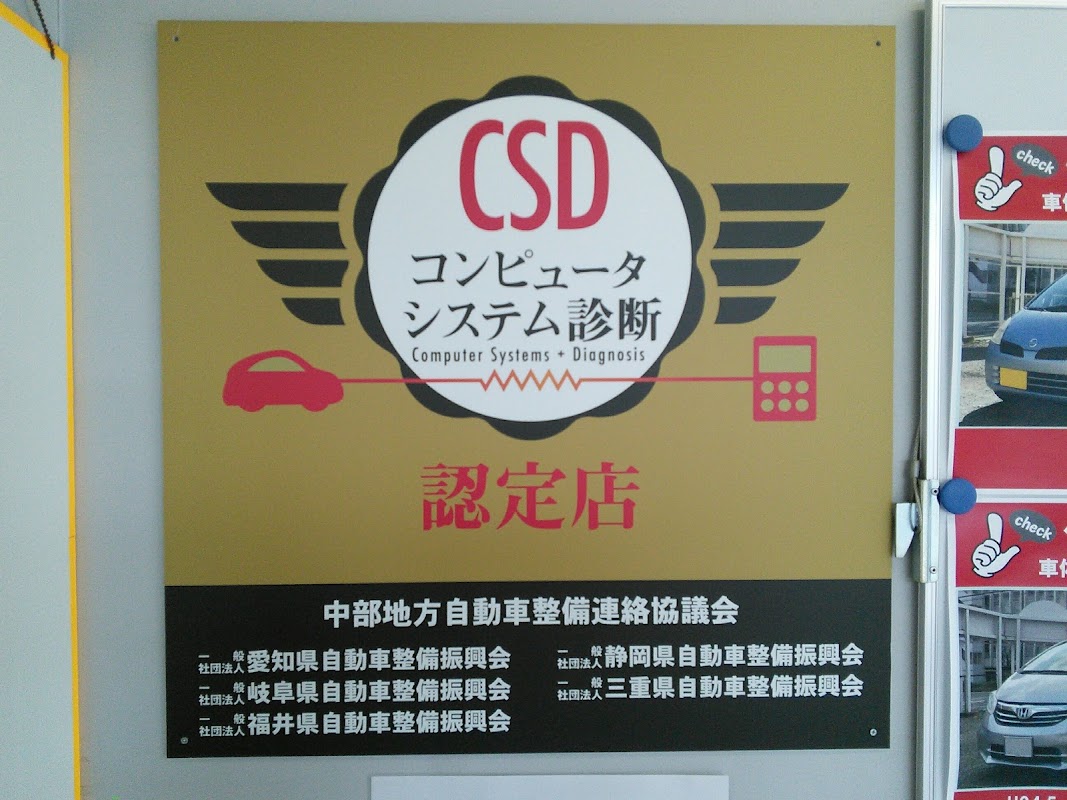 CSD
コンピュータ
システム診断
Computer Systems + Diagnosis
認定店
中部地方自動車整備連絡協議会
一般社団法人 愛知県自動車整備振興会
一般社団法人 岐阜県自動車整備振興会
一般社団法人 福井県自動車整備振興会
一般社団法人 静岡県自動車整備振興会
一般社団法人 三重県自動車整備振興会
check
check